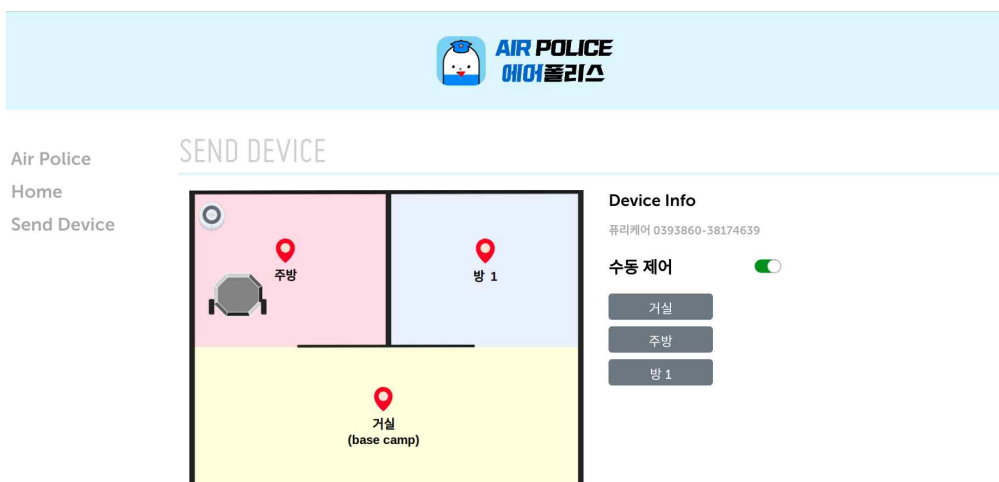 AIR POLICE
에어폴리스
Air Police
Home
Send Device
SEND DEVICE
주방
방 1
거실
(base camp)
Device Info
퓨리케어 0393860-38174639
수동 제어
거실
주방
방 1